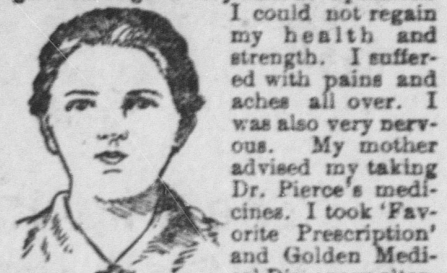 I could not regain
my health and
strength. I suffer-
ed with pains and
aches all over. I
was also very nerv-
ous. My mother
advised my taking
Dr. Pierce's medi-
cines. I took 'Fav-
orite Prescription'
and Golden Medi-